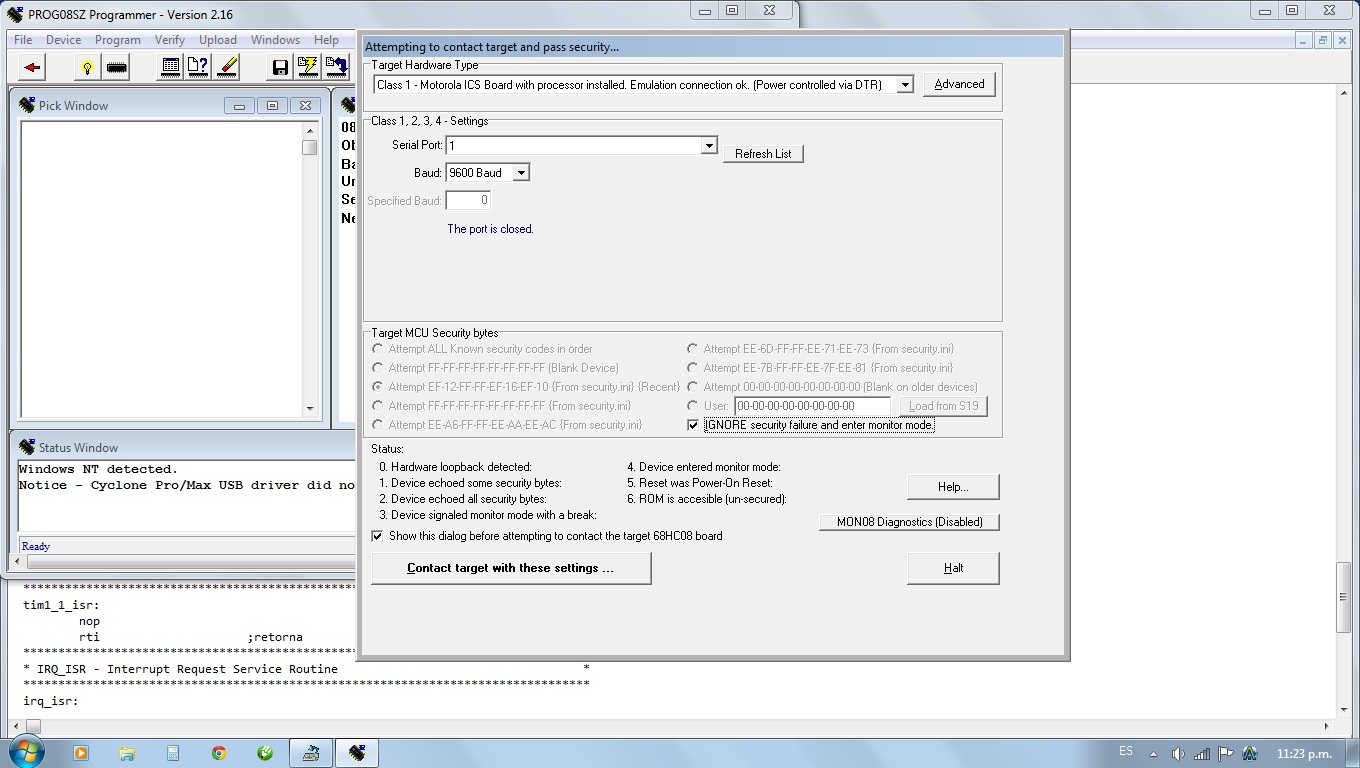 PROG08SZ Programmer - Version 2.16
File Device Program Verify Upload Windows Help
Pick Window
08
Ob
Ba
Un
Se
Ne
Status Window
Windows NT detected.
Notice - Cyclone Pro/Max USB driver did no
Ready
Attempting to contact target and pass security...
Target Hardware Type
Class 1 - Motorola ICS Board with processor installed. Emulation connection ok. (Power controlled via DTR)
Advanced
Class 1, 2, 3, 4 - Settings
Serial Port: 1
Refresh List
Baud: 9600 Baud
Specified Baud: 0
The port is closed.
Target MCU Security bytes
Attempt ALL Known security codes in order
Attempt FF-FF-FF-FF-FF-FF-FF-FF (Blank Device)
Attempt EF-12-FF-FF-EF-16-EF-10 {From security.ini} {Recent}
Attempt FF-FF-FF-FF-FF-FF-FF-FF {From security.ini}
Attempt EE-A6-FF-FF-EE-AA-EE-AC {From security.ini}
Attempt EE-6D-FF-FF-EE-71-EE-73 {From security.ini}
Attempt EE-7B-FF-FF-EE-7F-EE-81 {From security.ini}
Attempt 00-00-00-00-00-00-00-00 (Blank on older devices)
User: 00-00-00-00-00-00-00-00 Load from S19
IGNORE security failure and enter monitor mode.
Status:
0. Hardware loopback detected:
1. Device echoed some security bytes:
2. Device echoed all security bytes:
3. Device signaled monitor mode with a break:
4. Device entered monitor mode:
5. Reset was Power-On Reset:
6. ROM is accesible (un-secured):
Help...
MON08 Diagnostics (Disabled)
Show this dialog before attempting to contact the target 68HC08 board
Contact target with these settings ...
Halt
************************************************
tim1_1_isr:
nop
rti ;retorna
*********************************************************************************
* IRQ_ISR - Interrupt Request Service Routine *
*********************************************************************************
irq_isr:
ES 11:23 p.m.